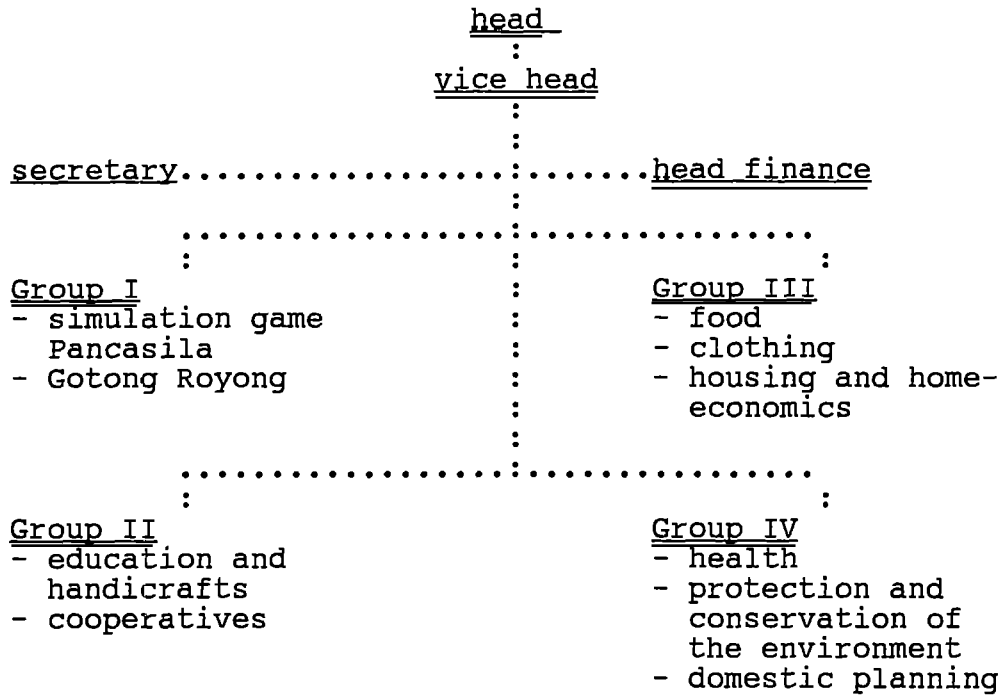 head
vice head
secretary head finance
Group I
- simulation game
Pancasila
- Gotong Royong
Group III
- food
- clothing
- housing and home-
economics
Group II
- education and
handicrafts
- cooperatives
Group IV
- health
- protection and
conservation of
the environment
- domestic planning